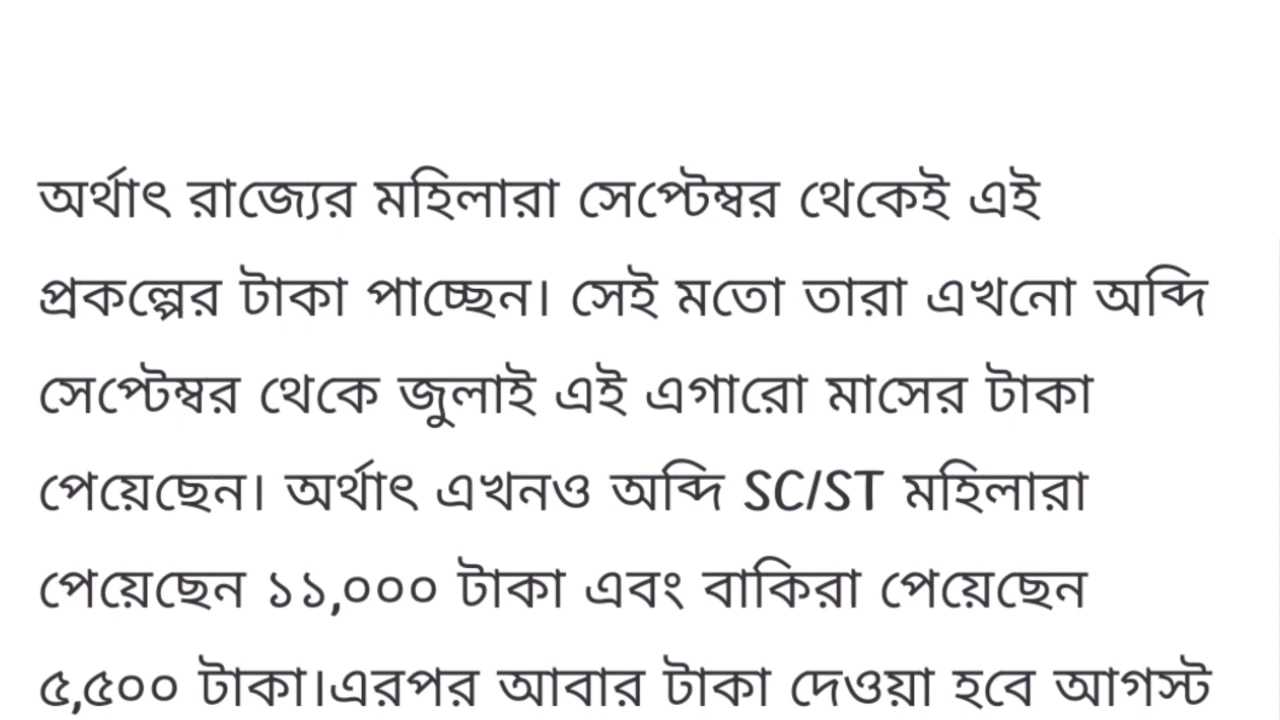 অর্থাৎ রাজ্যের মহিলারা সেপ্টেম্বর থেকেই এই
প্রকল্পের টাকা পাচ্ছেন। সেই মতো তারা এখনো অব্দি
সেপ্টেম্বর থেকে জুলাই এই এগারো মাসের টাকা
পেয়েছেন। অর্থাৎ এখনও অব্দি SC/ST মহিলারা
পেয়েছেন ১১,০০০ টাকা এবং বাকিরা পেয়েছেন
৫,৫০০ টাকা।এরপর আবার টাকা দেওয়া হবে আগস্ট